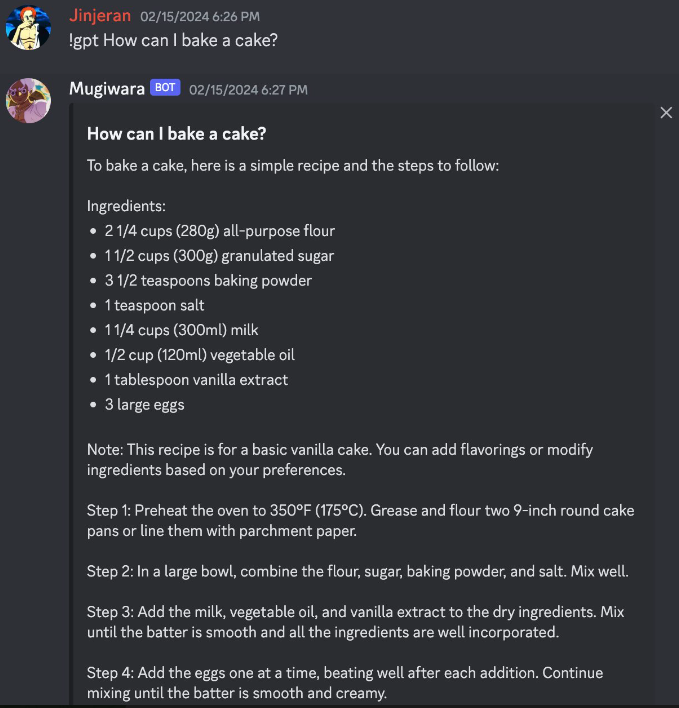 Jinjeran 02/15/2024 6:26 PM
!gpt How can I bake a cake?
Mugiwara BOT 02/15/2024 6:27 PM
How can I bake a cake?
To bake a cake, here is a simple recipe and the steps to follow:
Ingredients:
• 2 1/4 cups (280g) all-purpose flour
• 1 1/2 cups (300g) granulated sugar
• 3 1/2 teaspoons baking powder
• 1 teaspoon salt
• 1 1/4 cups (300ml) milk
• 1/2 cup (120ml) vegetable oil
• 1 tablespoon vanilla extract
• 3 large eggs
Note: This recipe is for a basic vanilla cake. You can add flavorings or modify
ingredients based on your preferences.
Step 1: Preheat the oven to 350°F (175°C). Grease and flour two 9-inch round cake
pans or line them with parchment paper.
Step 2: In a large bowl, combine the flour, sugar, baking powder, and salt. Mix well.
Step 3: Add the milk, vegetable oil, and vanilla extract to the dry ingredients. Mix
until the batter is smooth and all the ingredients are well incorporated.
Step 4: Add the eggs one at a time, beating well after each addition. Continue
mixing until the batter is smooth and creamy.